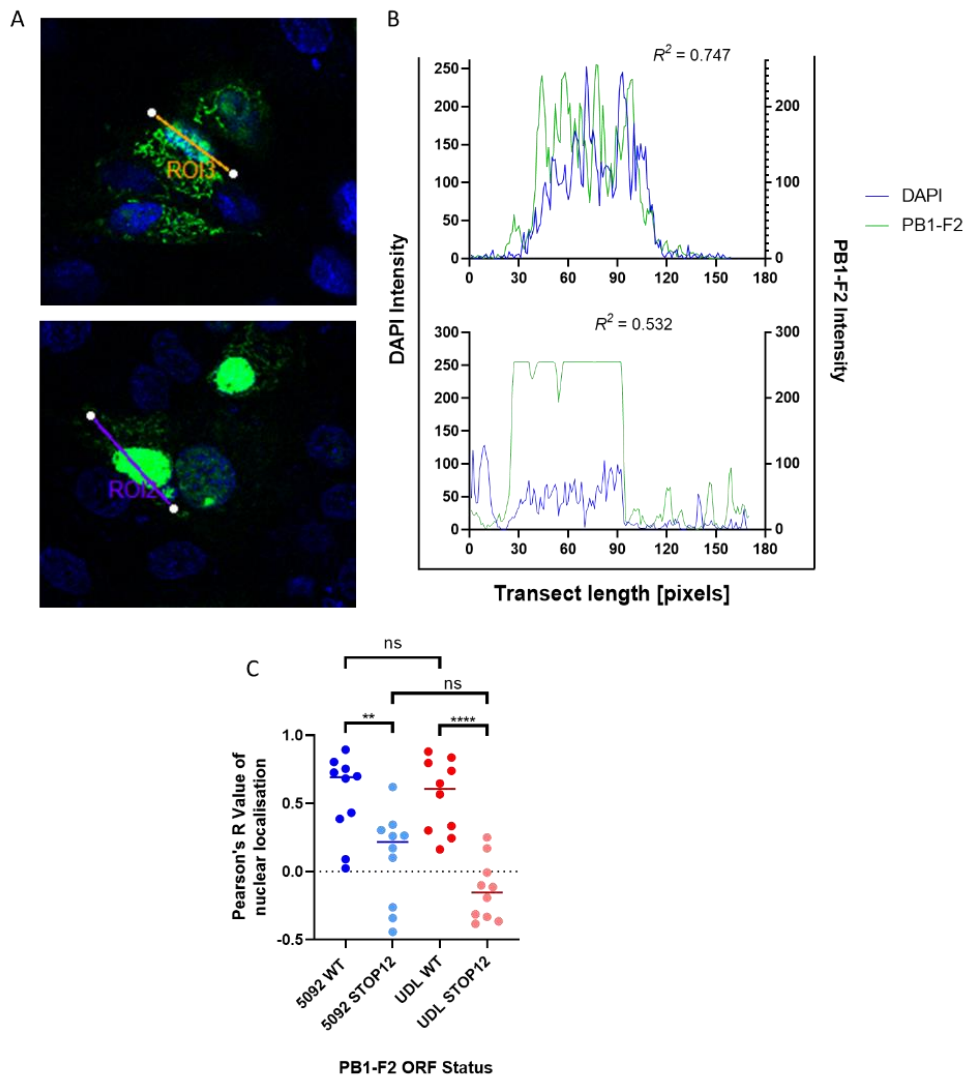 A
B
ROI1
ROI2
R² = 0.747
250
200
150
100
50
0
200
100
0
0 30 60 90 120 150 180
DAPI
PB1-F2
DAPI Intensity
PB1-F2 Intensity
R² = 0.532
300
250
200
150
100
50
0
300
200
100
0
0 30 60 90 120 150 180
Transect length [pixels]
C
ns
ns
**
****
1.0
0.5
0.0
-0.5
Pearson's R Value of
nuclear localisation
5092 WT
5092 STOP12
UDL WT
UDL STOP12
PB1-F2 ORF Status